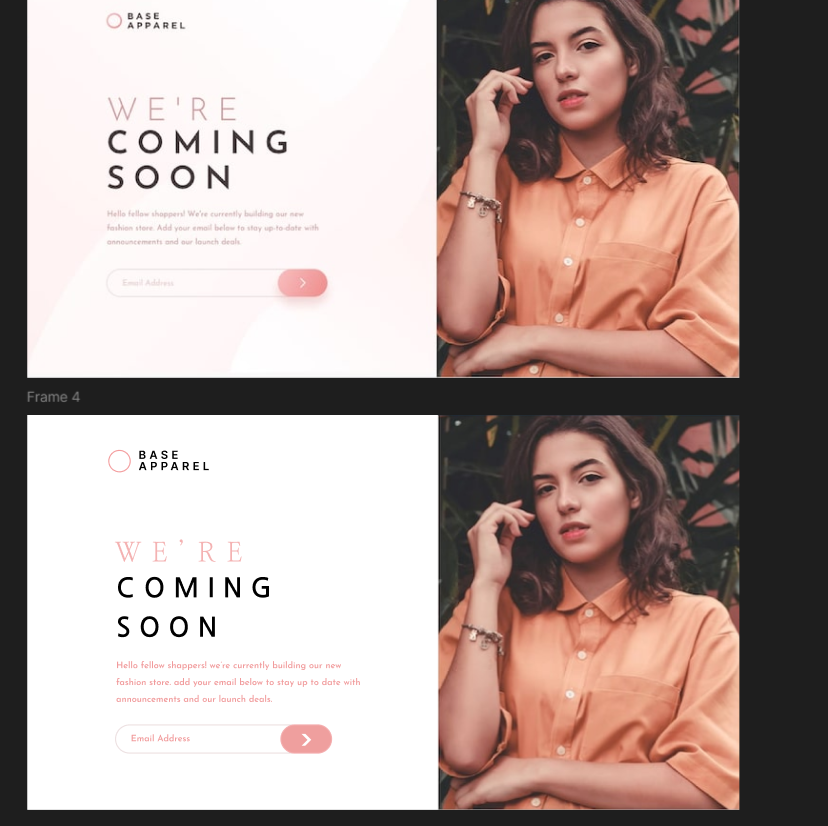 BASE
APPAREL
WE'RE
COMING
SOON
Hello fellow shoppers! We're currently building our new
fashion store. Add your email below to stay up-to-date with
announcements and our launch deals.
Email Address
Frame 4
BASE
APPAREL
WE’RE
COMING
SOON
Hello fellow shoppers! we're currently building our new
fashion store. add your email below to stay up to date with
announcements and our launch deals.
Email Address